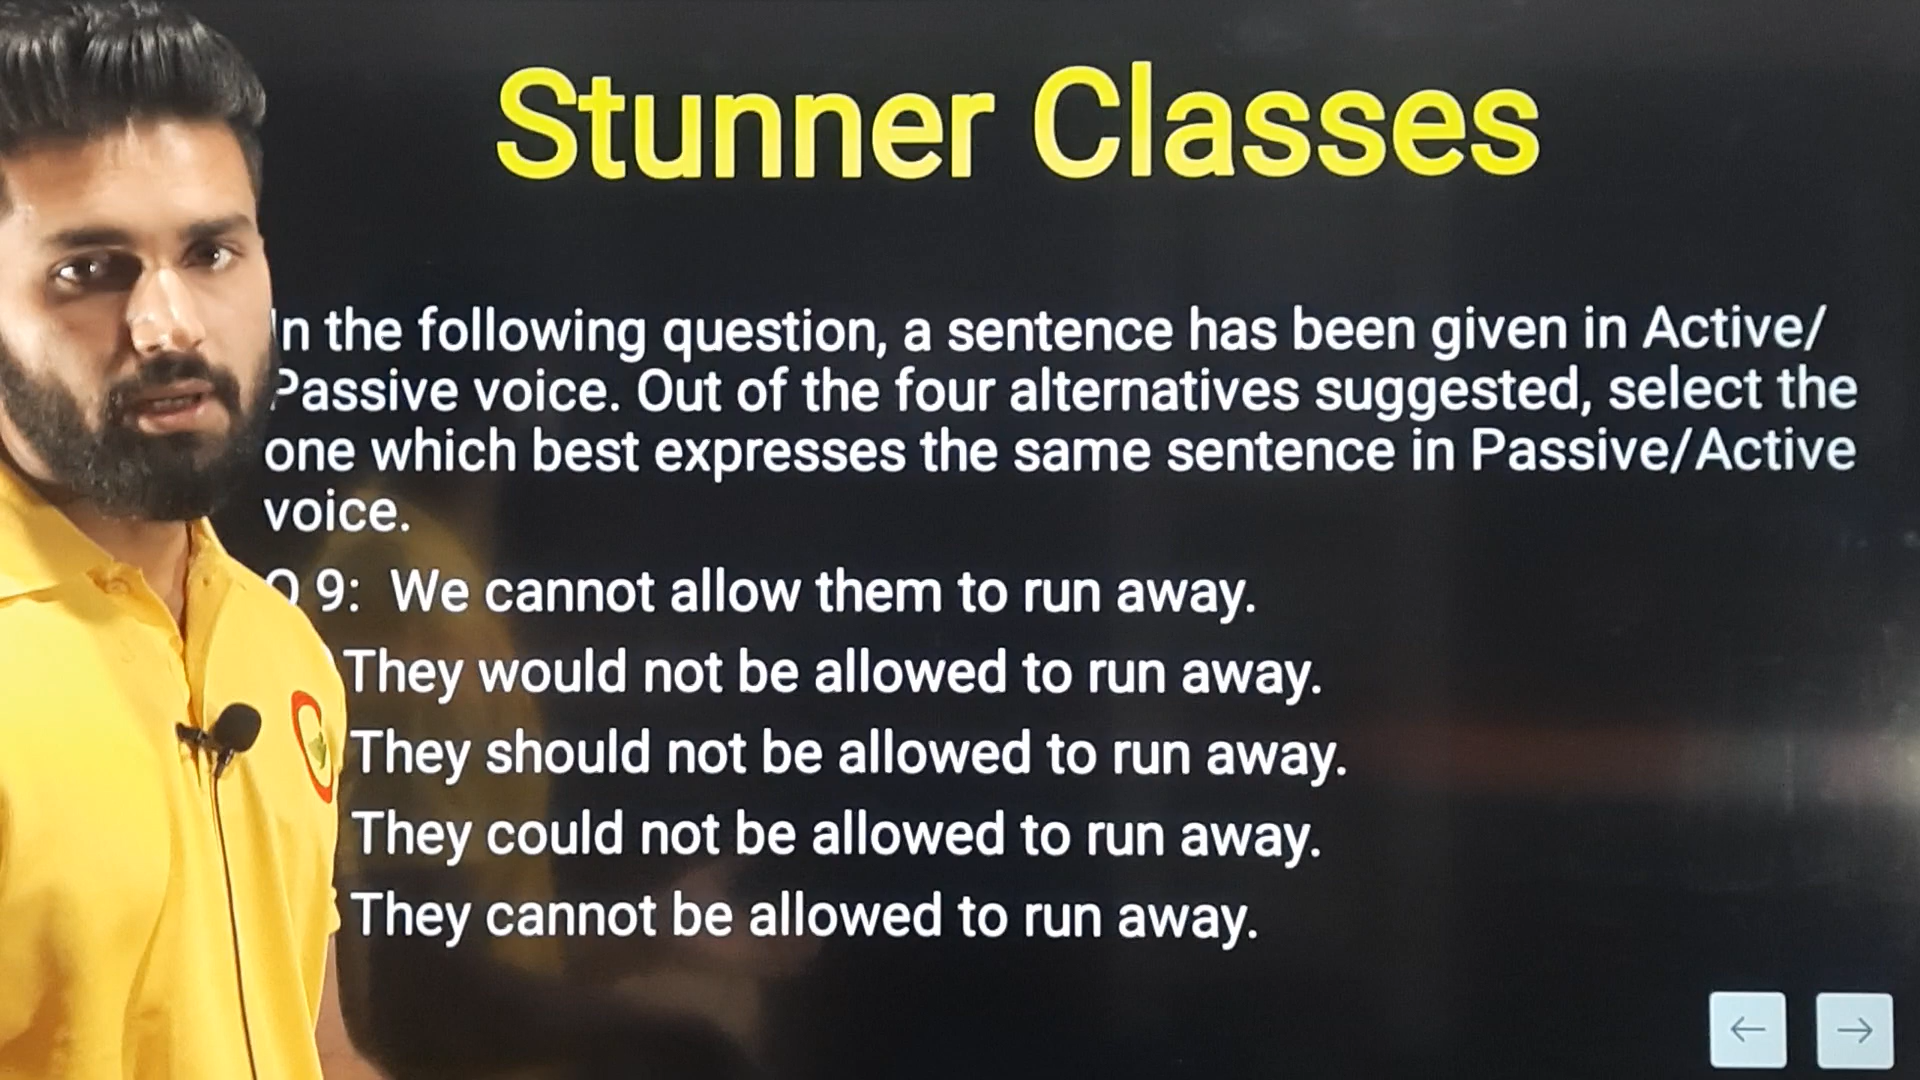 Stunner Classes
In the following question, a sentence has been given in Active/
Passive voice. Out of the four alternatives suggested, select the
one which best expresses the same sentence in Passive/Active
voice.
Q 9: We cannot allow them to run away.
They would not be allowed to run away.
They should not be allowed to run away.
They could not be allowed to run away.
They cannot be allowed to run away.